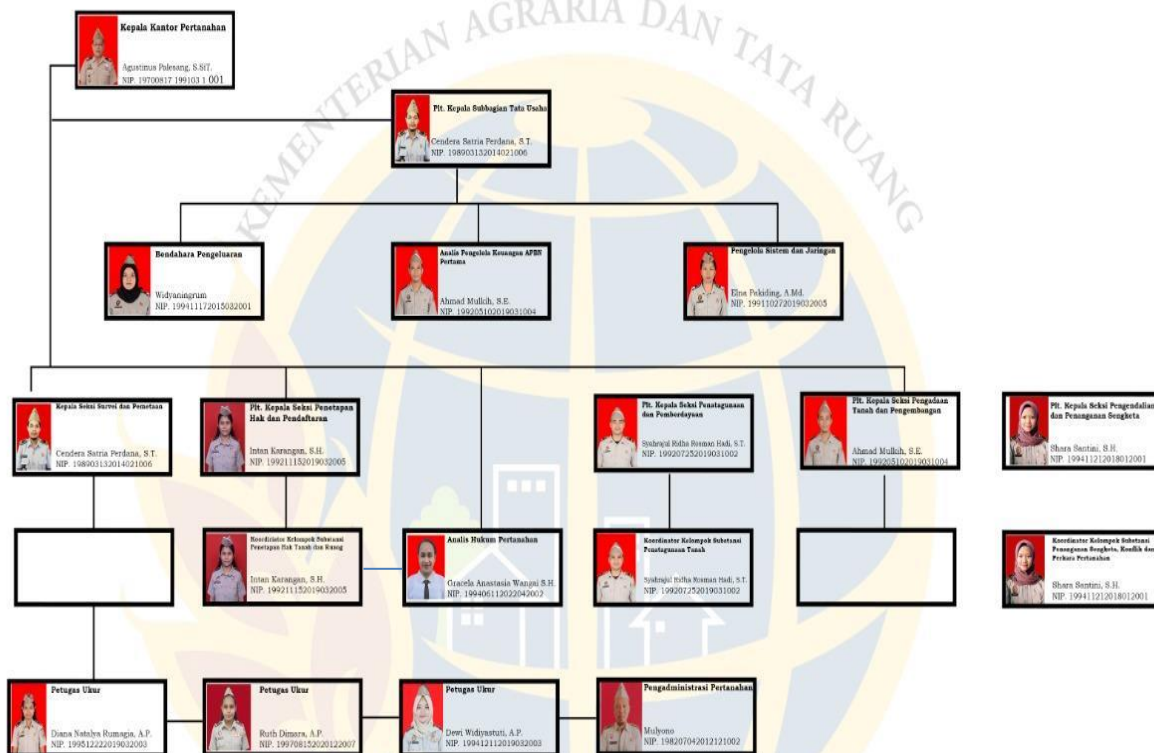 KEMENTERIAN AGRARIA DAN TATA RUANG
Kepala Kantor Pertanahan
Agustinus Polesang, S.SiT.
NIP. 19700817 199103 1 001
Plt. Kepala Subbagian Tata Usaha
Cendera Satria Perdana, S.T.
NIP. 198903132014021006
Bendahara Pengeluaran
Widyaningrum
NIP. 199411172015032001
Analis Pengelola Keuangan APBN
Pertama
Ahmad Mulkih, S.E.
NIP. 199205102019031004
Pengelola Sistem dan Jaringan
Elna Pakiding, A.Md.
NIP. 199110272019032005
Kepala Seksi Survei dan Pemetaan
Cendera Satria Perdana, S.T.
NIP. 198903132014021006
Plt. Kepala Seksi Penetapan
Hak dan Pendaftaran
Intan Karangan, S.H.
NIP. 199211152019032005
Plt. Kepala Seksi Penatagunaan
dan Pemberdayaan
Syahrajul Ridha Rosman Hadi, S.T.
NIP. 199207252019031002
Plt. Kepala Seksi Pengadaan
Tanah dan Pengembangan
Ahmad Mulkih, S.E.
NIP. 199205102019031004
Plt. Kepala Seksi Pengendalian
dan Penanganan Sengketa
Shara Santini, S.H.
NIP. 199411212018012001
Koordinator Kelompok Substansi
Penetapan Hak Tanah dan Ruang
Intan Karangan, S.H.
NIP. 199211152019032005
Analis Hukum Pertanahan
Gracela Anastasia Wangai S.H.
NIP. 199406112022042002
Koordinator Kelompok Substansi
Penatagunaan Tanah
Syahrajul Ridha Rosman Hadi, S.T.
NIP. 199207252019031002
Koordinator Kelompok Substansi
Penanganan Sengketa, Konflik dan
Perkara Pertanahan
Shara Santini, S.H.
NIP. 199411212018012001
Petugas Ukur
Diana Natalya Rumagia, A.P.
NIP. 199512222019032003
Petugas Ukur
Ruth Dimara, A.P.
NIP. 199708152020122007
Petugas Ukur
Dewi Widiyastuti, A.P.
NIP. 199412112019032003
Pengadministrasi Pertanahan
Mulyono
NIP. 198207042012121002